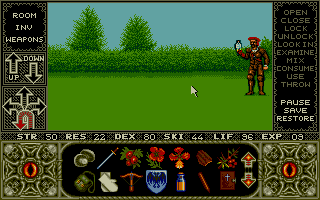 ROOM
INV
WEAPONS
UP
DOWN
OPEN
CLOSE
LOCK
UNLOCK
LOOK IN
EXAMINE
MIX
CONSUME
USE
THROW
PAUSE
SAVE
RESTORE
STR 50 RES 22 DEX 80 SKI 44 LIF 96 EXP 09